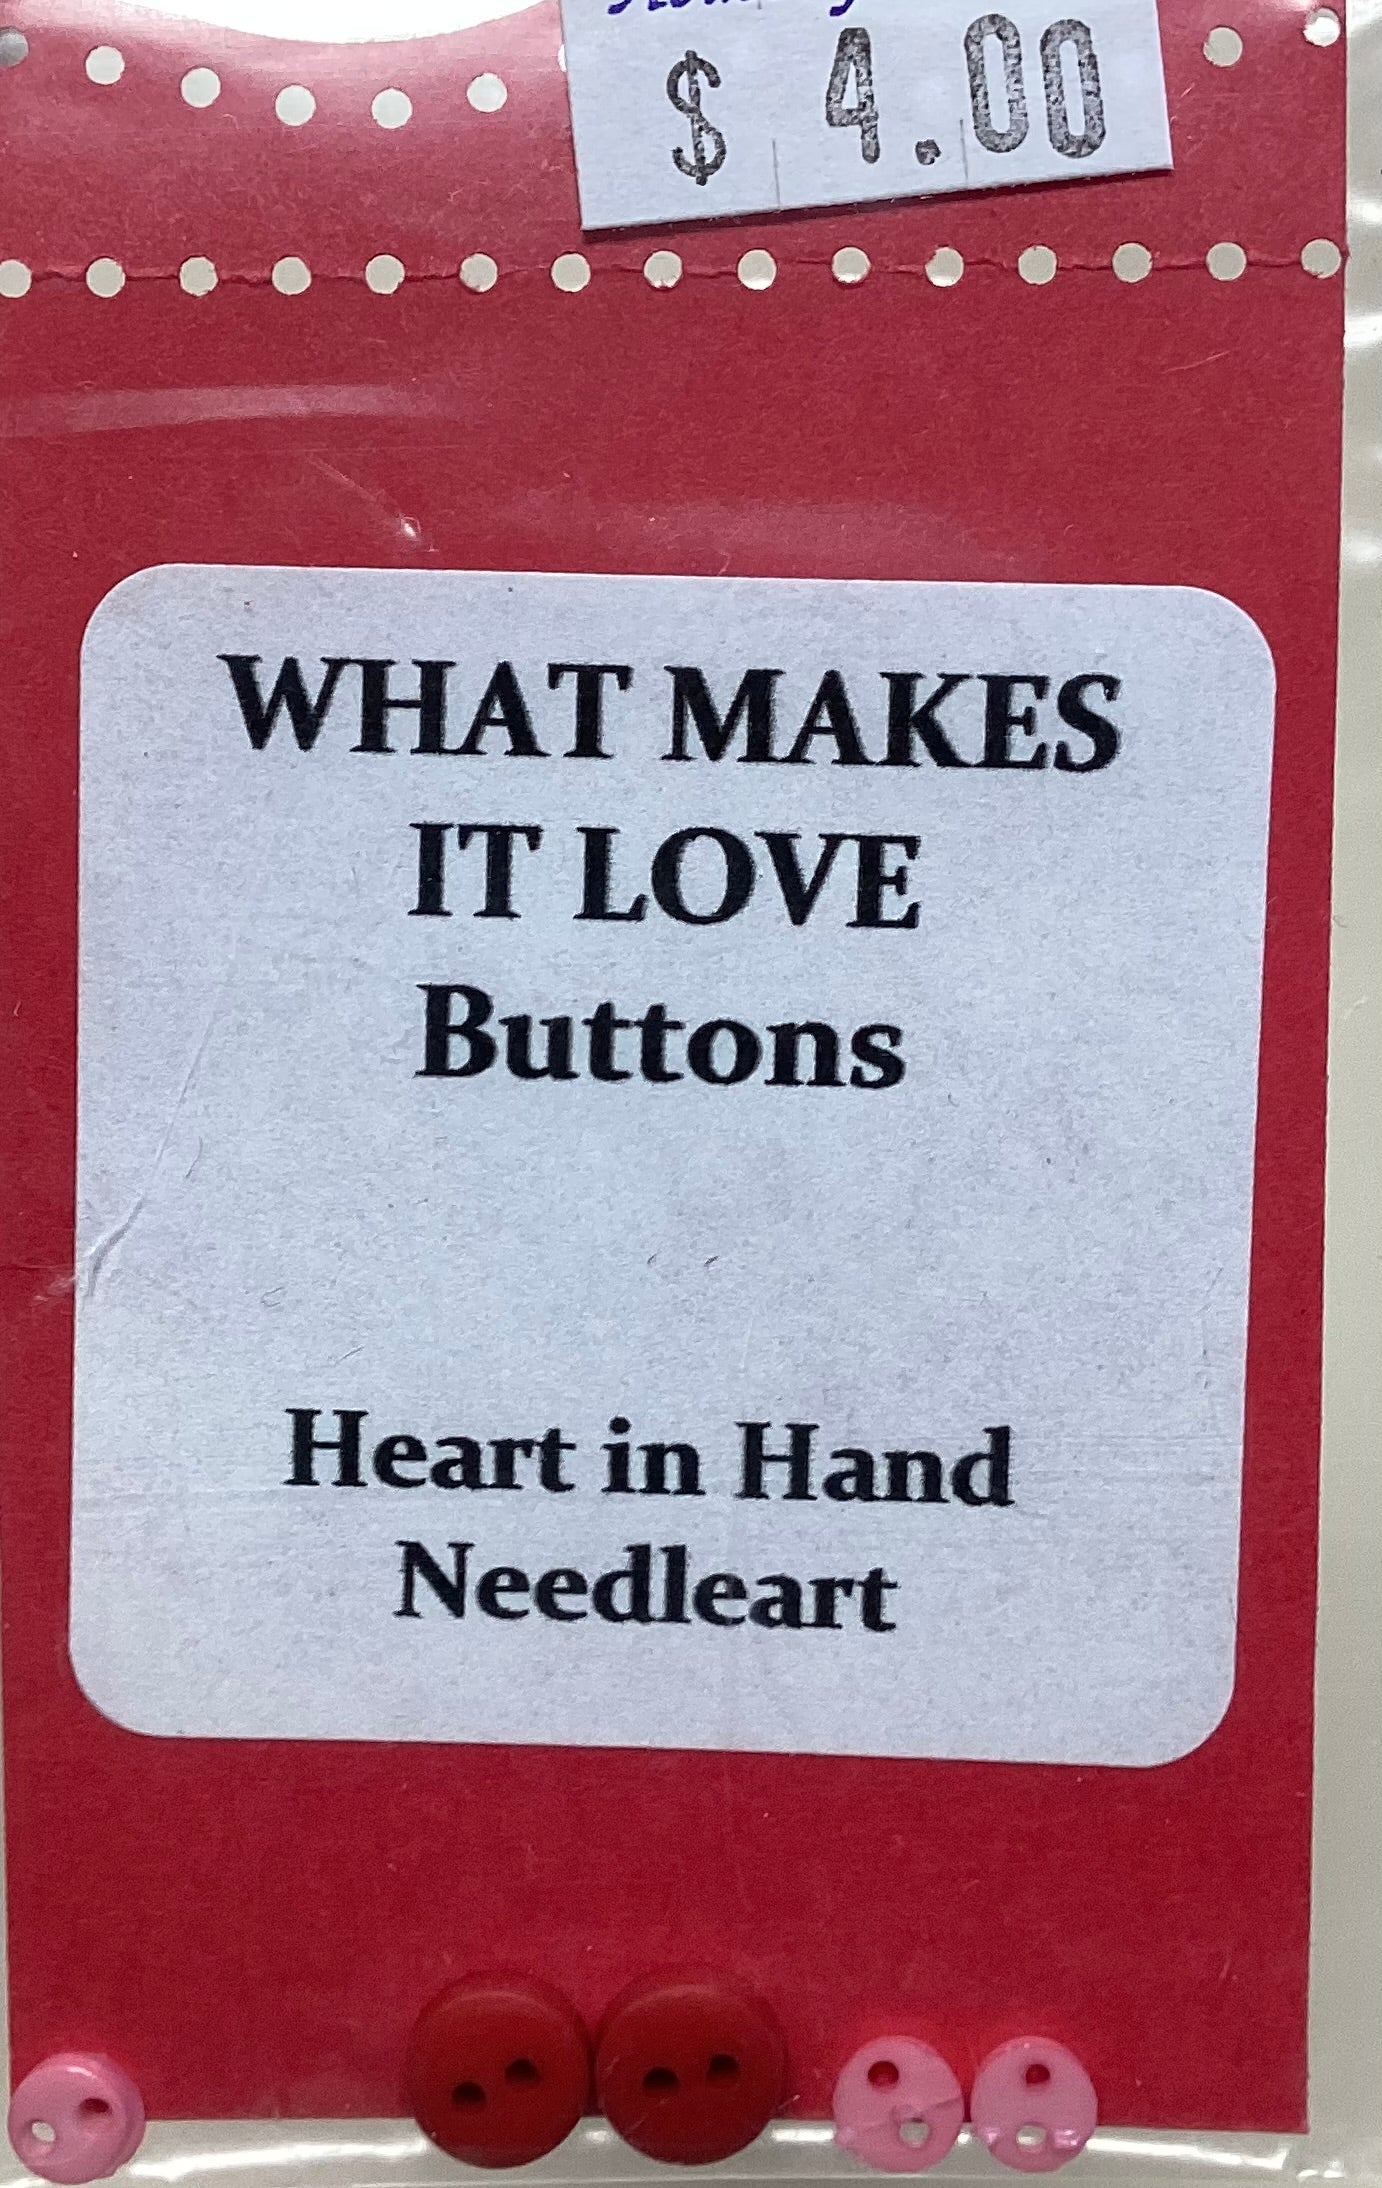 $ 4.00
WHAT MAKES
IT LOVE
Buttons
Heart in Hand
Needleart